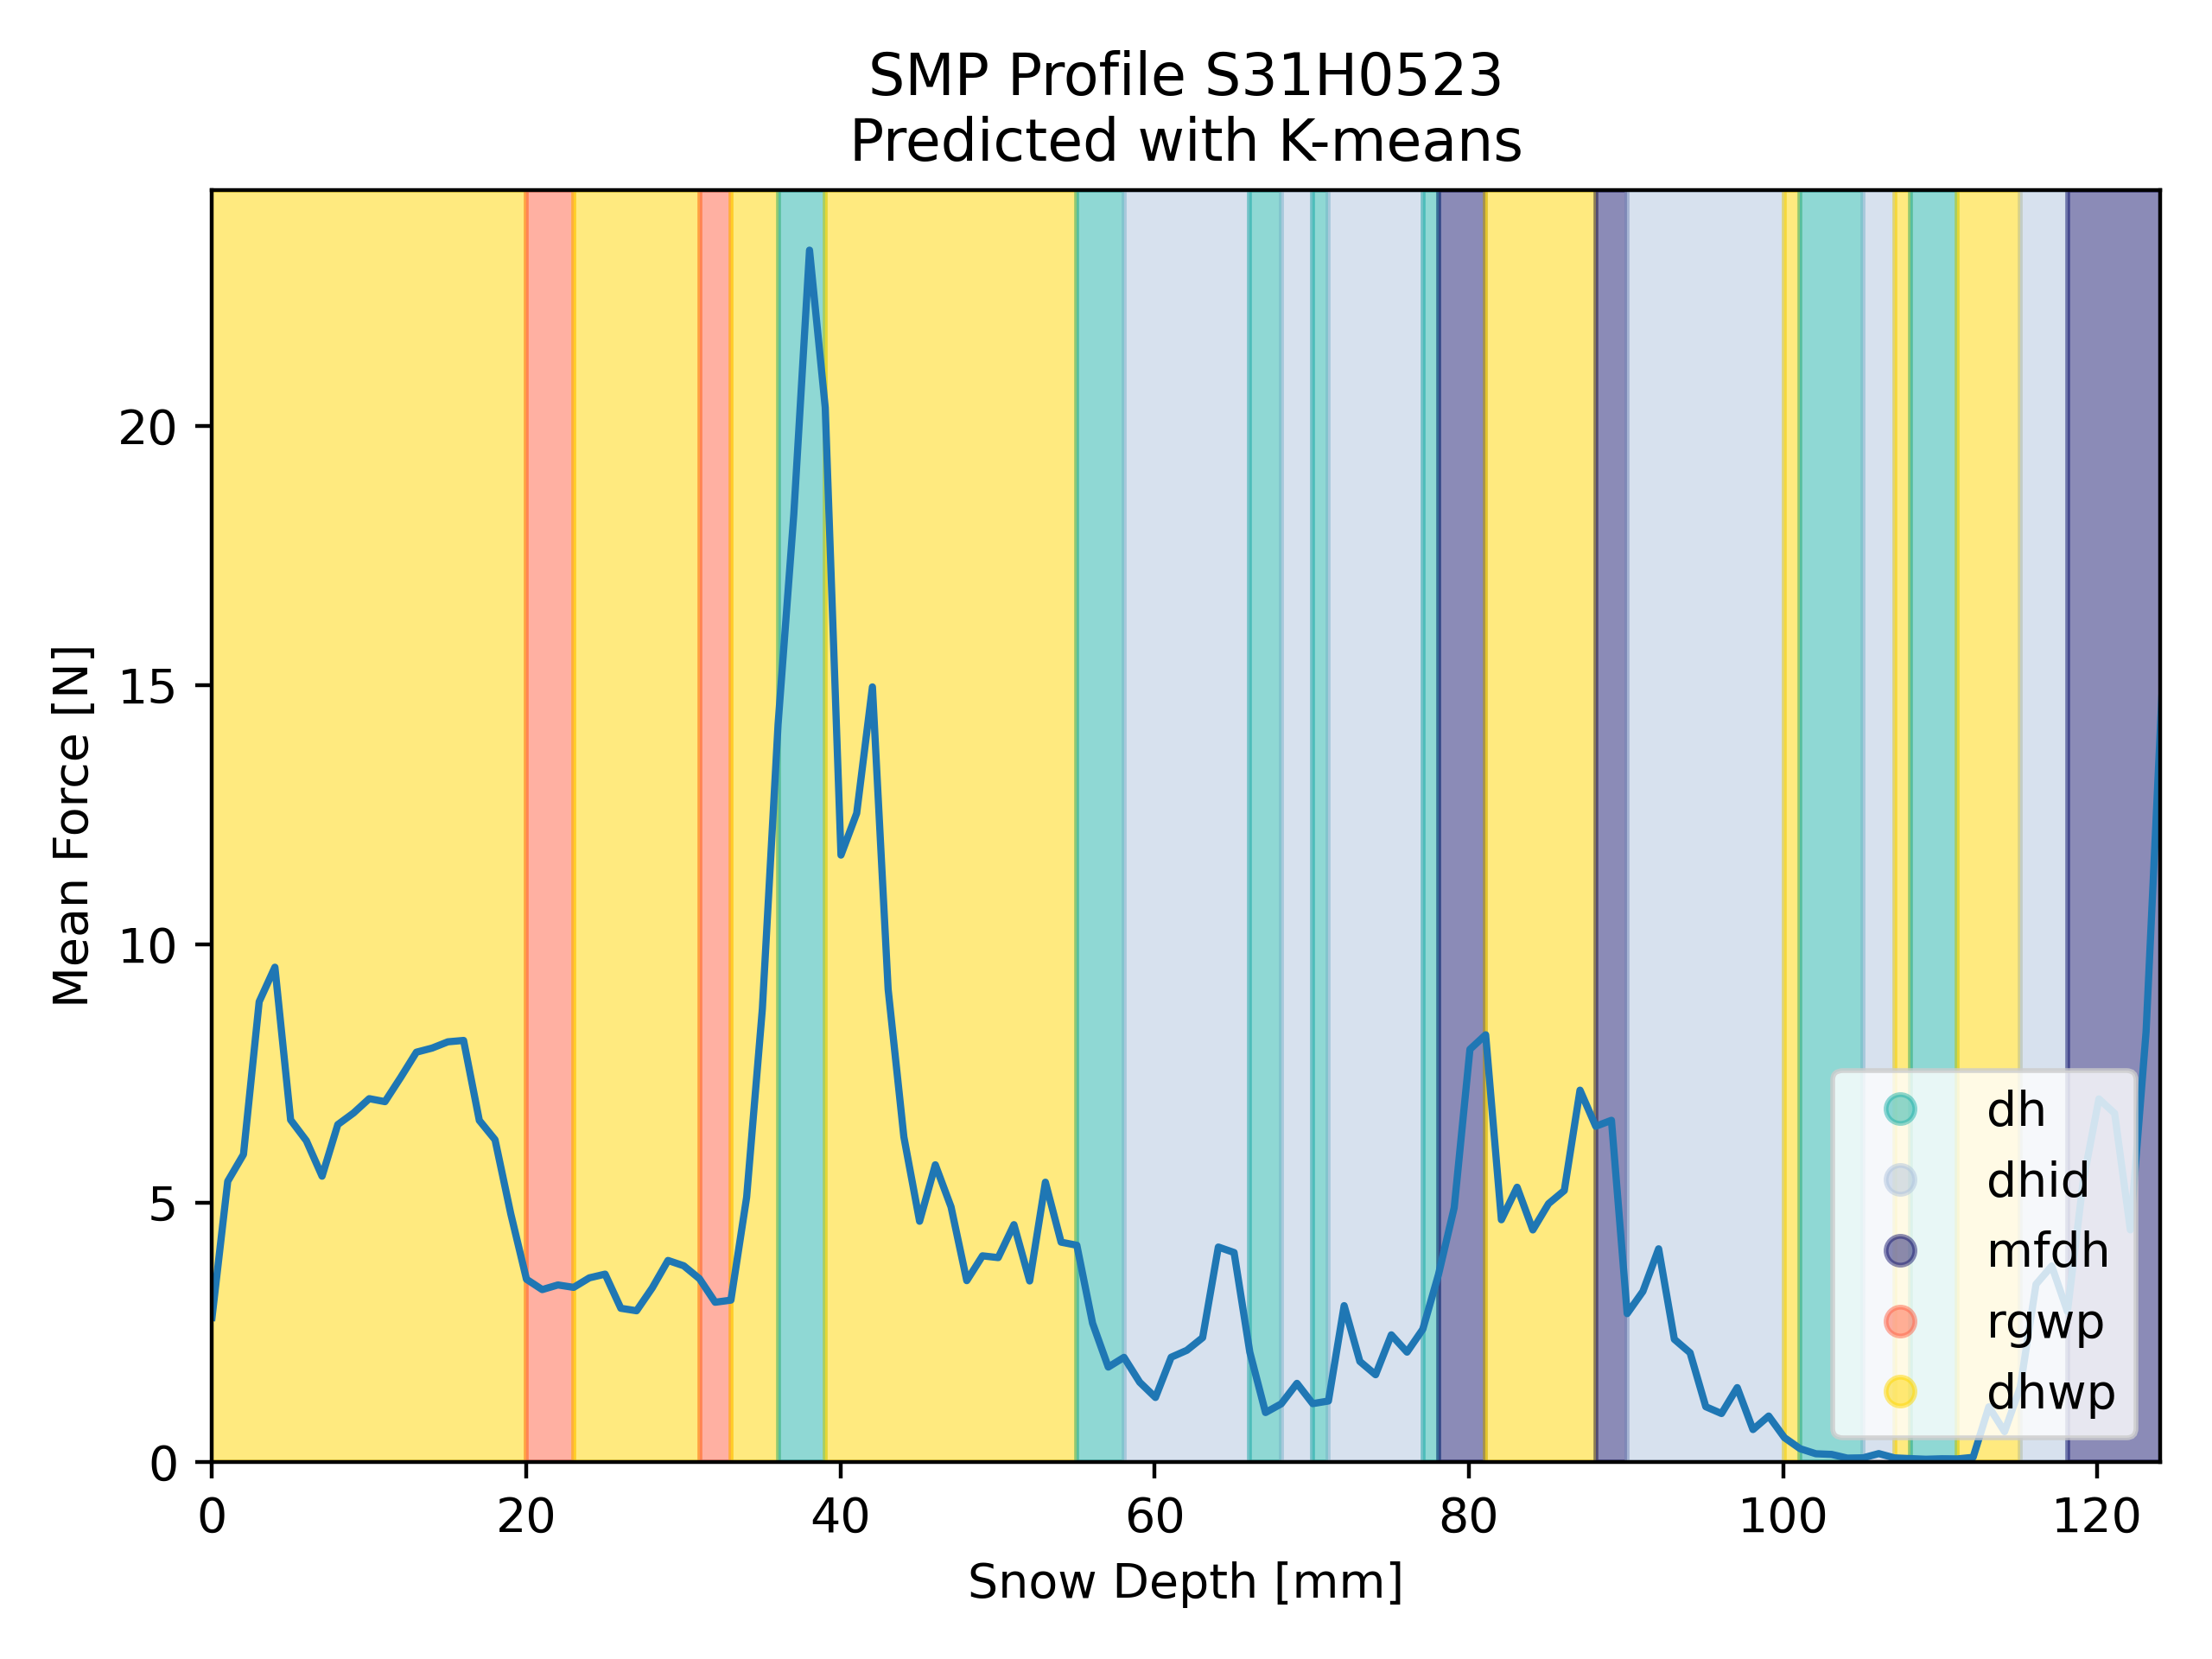 SMP Profile S31H0523
Predicted with K-means
Mean Force [N]
20
15
10
5
0
dh
dhid
mfdh
rgwp
dhwp
0 20 40 60 80 100 120
Snow Depth [mm]